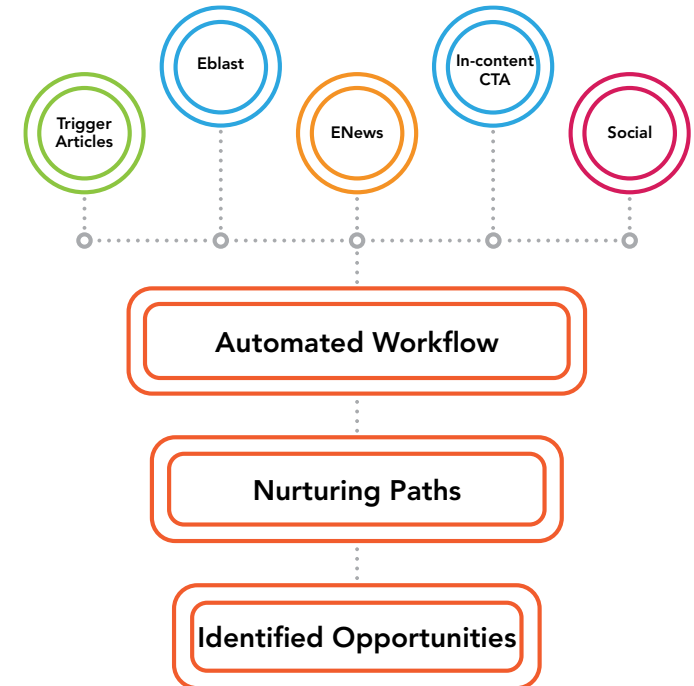 Trigger
Articles
Eblast
ENews
In-content
CTA
Social
Automated Workflow
Nurturing Paths
Identified Opportunities